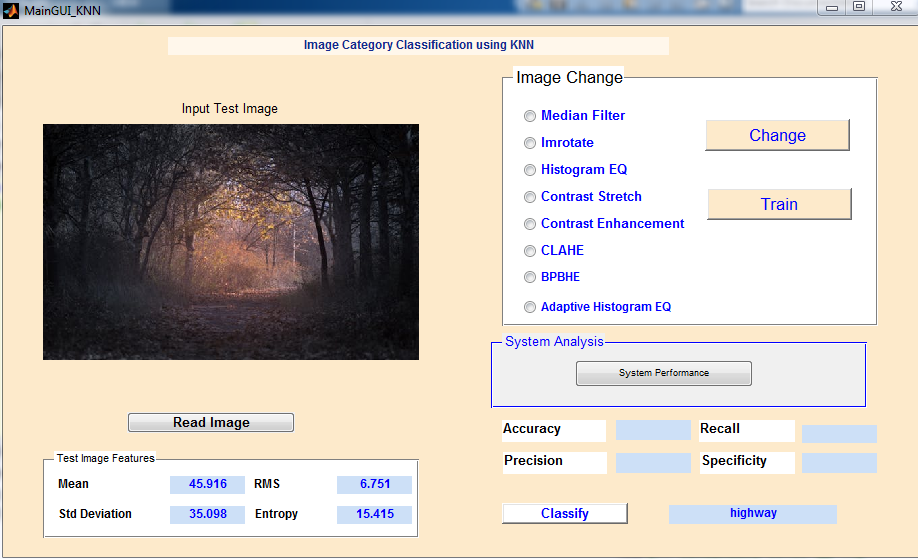 MainGUI_KNN
Image Category Classification using KNN
Input Test Image
Read Image
Test Image Features
Mean 45.916 RMS 6.751
Std Deviation 35.098 Entropy 15.415
Image Change
Median Filter
Imrotate
Histogram EQ
Contrast Stretch
Contrast Enhancement
CLAHE
BPBHE
Adaptive Histogram EQ
Change
Train
System Analysis
System Performance
Accuracy Recall
Precision Specificity
Classify highway